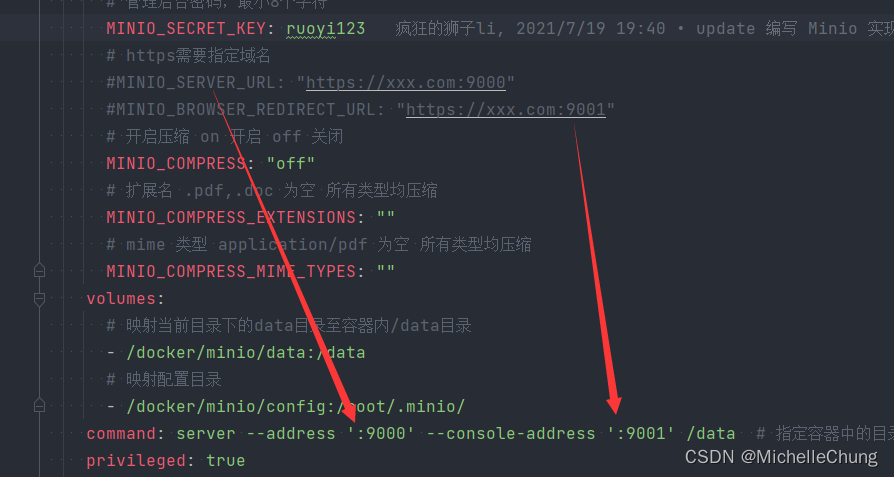 # 管理后台密码，最小8个字符
MINIO_SECRET_KEY: ruoyi123 疯狂的狮子li, 2021/7/19 19:40 • update 编写 Minio 实现
# https需要指定域名
#MINIO_SERVER_URL: "https://xxx.com:9000"
#MINIO_BROWSER_REDIRECT_URL: "https://xxx.com:9001"
# 开启压缩 on 开启 off 关闭
MINIO_COMPRESS: "off"
# 扩展名 .pdf,.doc 为空 所有类型均压缩
MINIO_COMPRESS_EXTENSIONS: ""
# mime 类型 application/pdf 为空 所有类型均压缩
MINIO_COMPRESS_MIME_TYPES: ""
volumes:
# 映射当前目录下的data目录至容器内/data目录
- /docker/minio/data:/data
# 映射配置目录
- /docker/minio/config:/root/.minio/
command: server --address ':9000' --console-address ':9001' /data # 指定容器中的目录
privileged: true
CSDN @MichelleChung